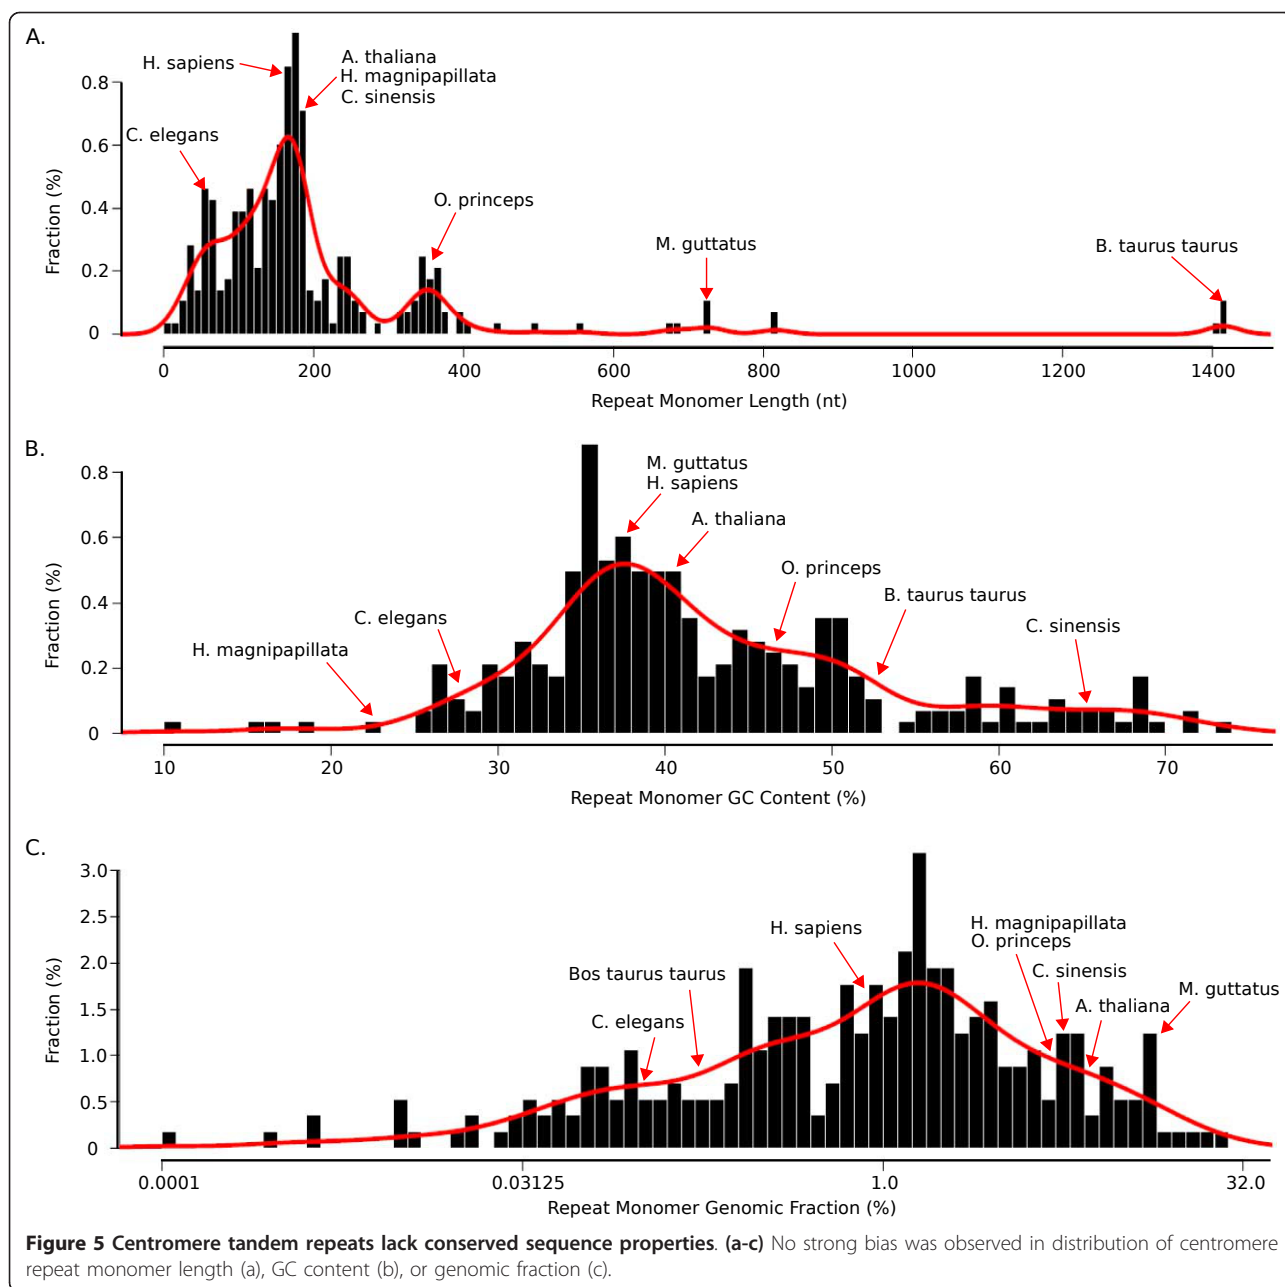 A.
H. sapiens
A. thaliana
H. magnipapillata
C. sinensis
C. elegans
O. princeps
M. guttatus
B. taurus taurus
Fraction (%)
0.8
0.6
0.4
0.2
0
0 200 400 600 800 1000 1200 1400
Repeat Monomer Length (nt)
B.
M. guttatus
H. sapiens
A. thaliana
O. princeps
B. taurus taurus
C. sinensis
C. elegans
H. magnipapillata
Fraction (%)
0.8
0.6
0.4
0.2
0
10 20 30 40 50 60 70
Repeat Monomer GC Content (%)
C.
H. sapiens
H. magnipapillata
O. princeps
C. sinensis
A. thaliana
M. guttatus
Bos taurus taurus
C. elegans
Fraction (%)
3.0
2.5
2.0
1.5
1.0
0.5
0
0.0001 0.03125 1.0 32.0
Repeat Monomer Genomic Fraction (%)
Figure 5 Centromere tandem repeats lack conserved sequence properties. (a-c) No strong bias was observed in distribution of centromere
repeat monomer length (a), GC content (b), or genomic fraction (c).